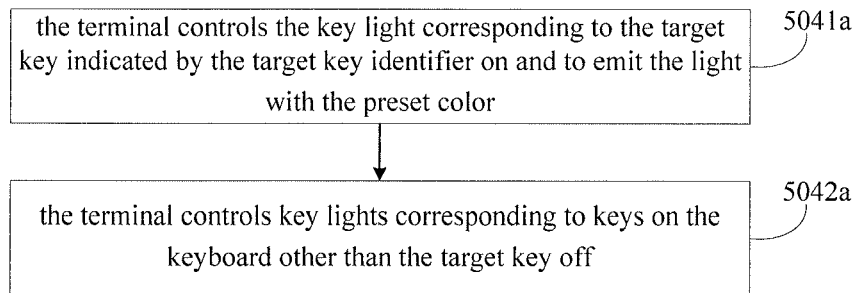 the terminal controls the key light corresponding to the target
key indicated by the target key identifier on and to emit the light
with the preset color
5041a
the terminal controls key lights corresponding to keys on the
keyboard other than the target key off
5042a